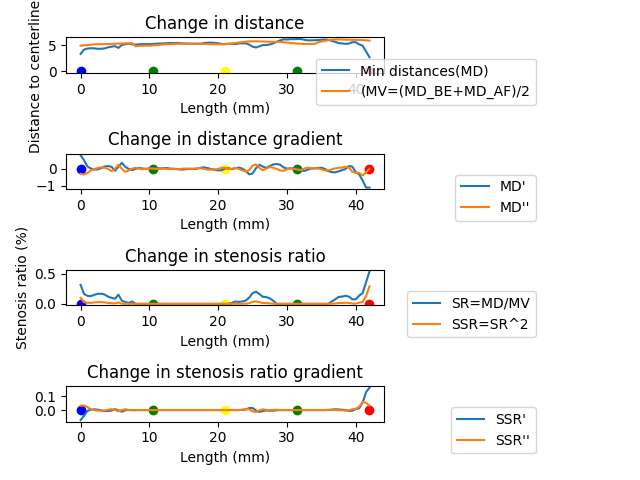 Change in distance
Distance to centerline
5
0
0 10 20 30 40
Length (mm)
Min distances(MD)
(MV=(MD_BE+MD_AF)/2
Change in distance gradient
0
−1
0 10 20 30 40
Length (mm)
MD'
MD''
Change in stenosis ratio
Stenosis ratio (%)
0.5
0.0
0 10 20 30 40
Length (mm)
SR=MD/MV
SSR=SR^2
Change in stenosis ratio gradient
0.1
0.0
0 10 20 30 40
Length (mm)
SSR'
SSR''